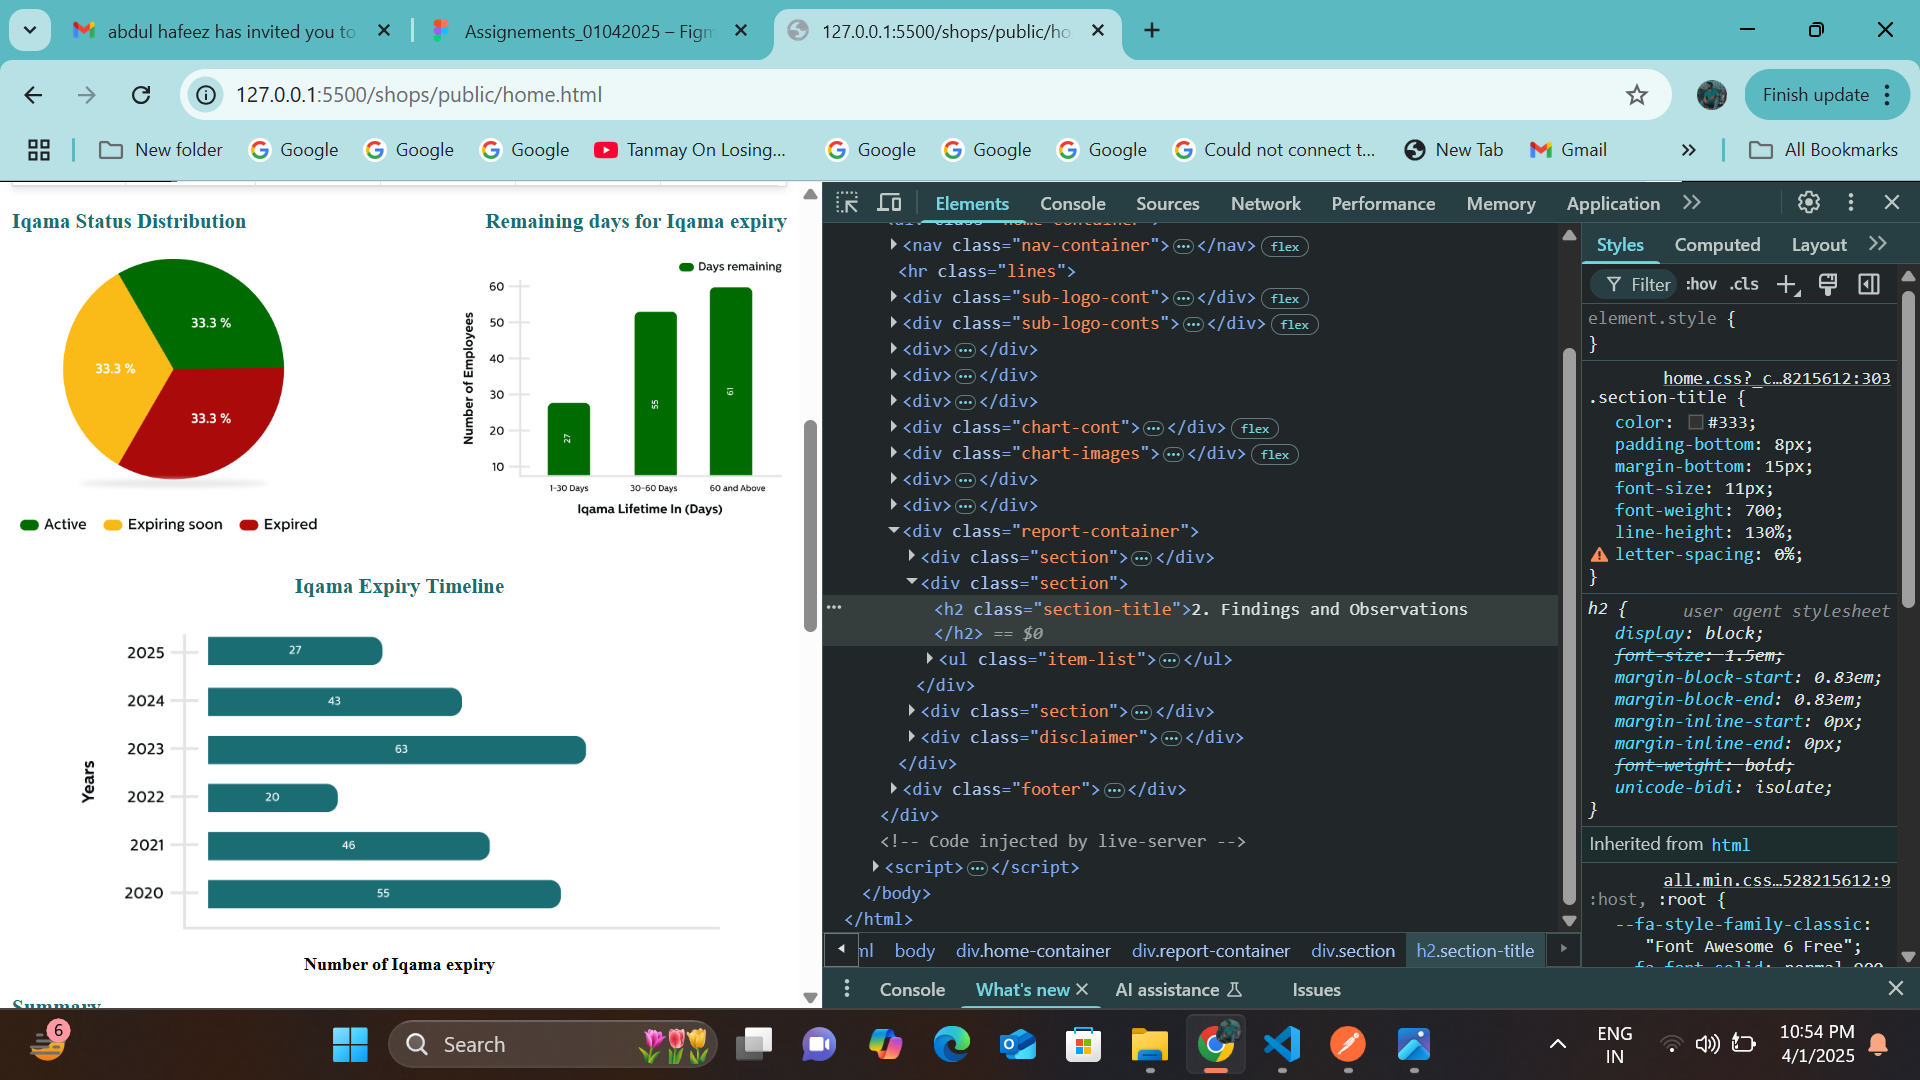 abdul hafeez has invited you to
Assignements_01042025 – Figm
127.0.0.1:5500/shops/public/ho
127.0.0.1:5500/shops/public/home.html
Finish update
New folder
Google
Google
Google
Tanmay On Losing...
Google
Google
Google
Could not connect t...
New Tab
Gmail
»
All Bookmarks
Iqama Status Distribution
33.3 %
33.3 %
33.3 %
Active
Expiring soon
Expired
Remaining days for Iqama expiry
Days remaining
Number of Employees
60
50
40
30
20
10
27
55
61
1-30 Days
30-60 Days
60 and Above
Iqama Lifetime In (Days)
Iqama Expiry Timeline
Years
2025
27
2024
43
2023
63
2022
20
2021
46
2020
55
Number of Iqama expiry
Summary
Elements
Console
Sources
Network
Performance
Memory
Application
<nav class="nav-container">⋯</nav> flex
<hr class="lines">
<div class="sub-logo-cont">⋯</div> flex
<div class="sub-logo-conts">⋯</div> flex
<div>⋯</div>
<div>⋯</div>
<div>⋯</div>
<div class="chart-cont">⋯</div> flex
<div class="chart-images">⋯</div> flex
<div>⋯</div>
<div>⋯</div>
<div class="report-container">
<div class="section">⋯</div>
<div class="section">
<h2 class="section-title">2. Findings and Observations
</h2> == $0
<ul class="item-list">⋯</ul>
</div>
<div class="section">⋯</div>
<div class="disclaimer">⋯</div>
</div>
<div class="footer">⋯</div>
</div>
<!-- Code injected by live-server -->
<script>⋯</script>
</body>
</html>
ml
body
div.home-container
div.report-container
div.section
h2.section-title
Styles
Computed
Layout
Filter
:hov
.cls
element.style {
}
home.css?_c…8215612:303
.section-title {
color: #333;
padding-bottom: 8px;
margin-bottom: 15px;
font-size: 11px;
font-weight: 700;
line-height: 130%;
letter-spacing: 0%;
}
h2 {
user agent stylesheet
display: block;
font-size: 1.5em;
margin-block-start: 0.83em;
margin-block-end: 0.83em;
margin-inline-start: 0px;
margin-inline-end: 0px;
font-weight: bold;
unicode-bidi: isolate;
}
Inherited from html
all.min.css…528215612:9
:host, :root {
--fa-style-family-classic:
"Font Awesome 6 Free";
Console
What's new
AI assistance
Issues
6
Search
ENG
IN
10:54 PM
4/1/2025